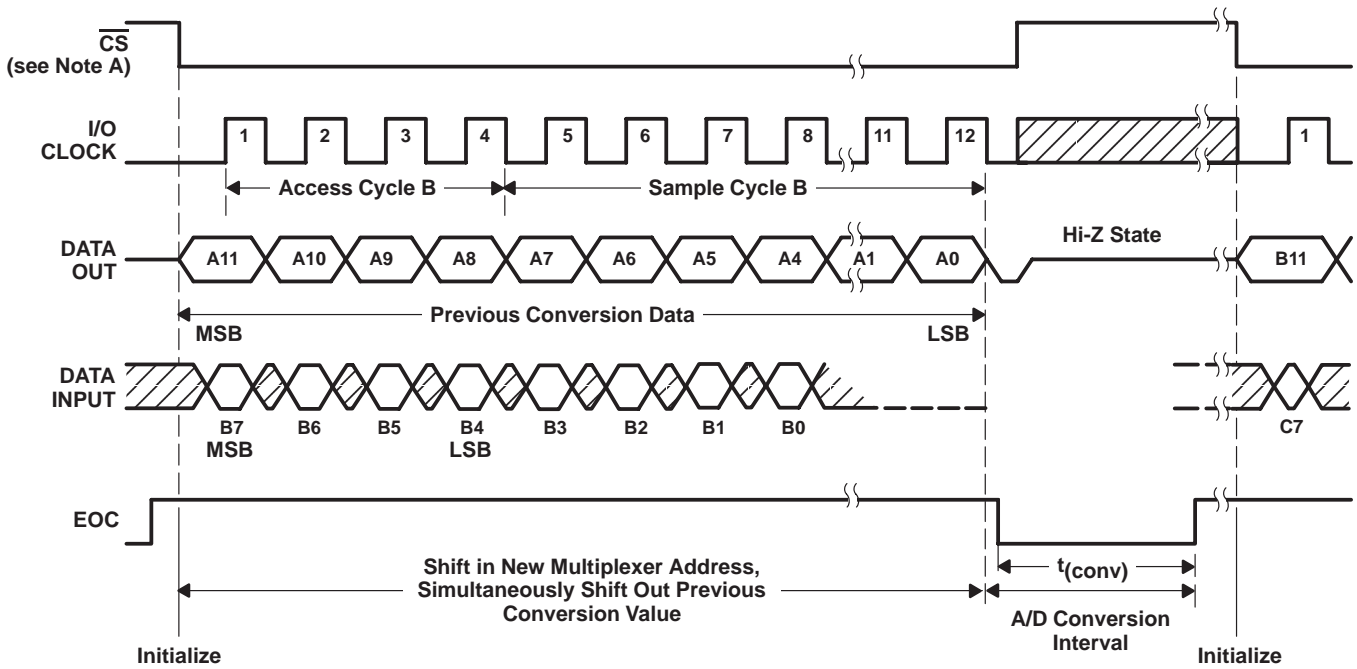 CS
(see Note A)
I/O
CLOCK
1 2 3 4 5 6 7 8 11 12 1
Access Cycle B
Sample Cycle B
DATA
OUT
A11 A10 A9 A8 A7 A6 A5 A4 A1 A0
Hi-Z State
B11
Previous Conversion Data
MSB
LSB
DATA
INPUT
B7 B6 B5 B4 B3 B2 B1 B0 C7
MSB LSB
EOC
Shift in New Multiplexer Address,
Simultaneously Shift Out Previous
Conversion Value
t(conv)
A/D Conversion
Interval
Initialize
Initialize